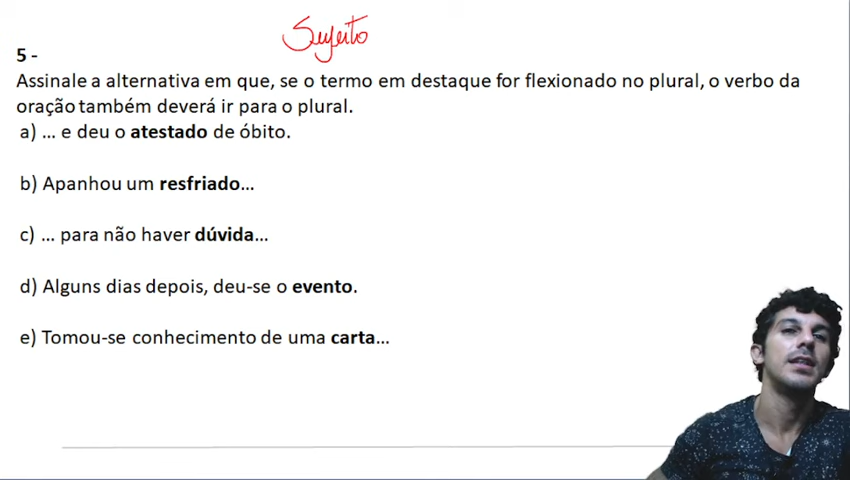 Sujeito
5 -
Assinale a alternativa em que, se o termo em destaque for flexionado no plural, o verbo da
oração também deverá ir para o plural.
a) ... e deu o atestado de óbito.
b) Apanhou um resfriado...
c) ... para não haver dúvida...
d) Alguns dias depois, deu-se o evento.
e) Tomou-se conhecimento de uma carta...